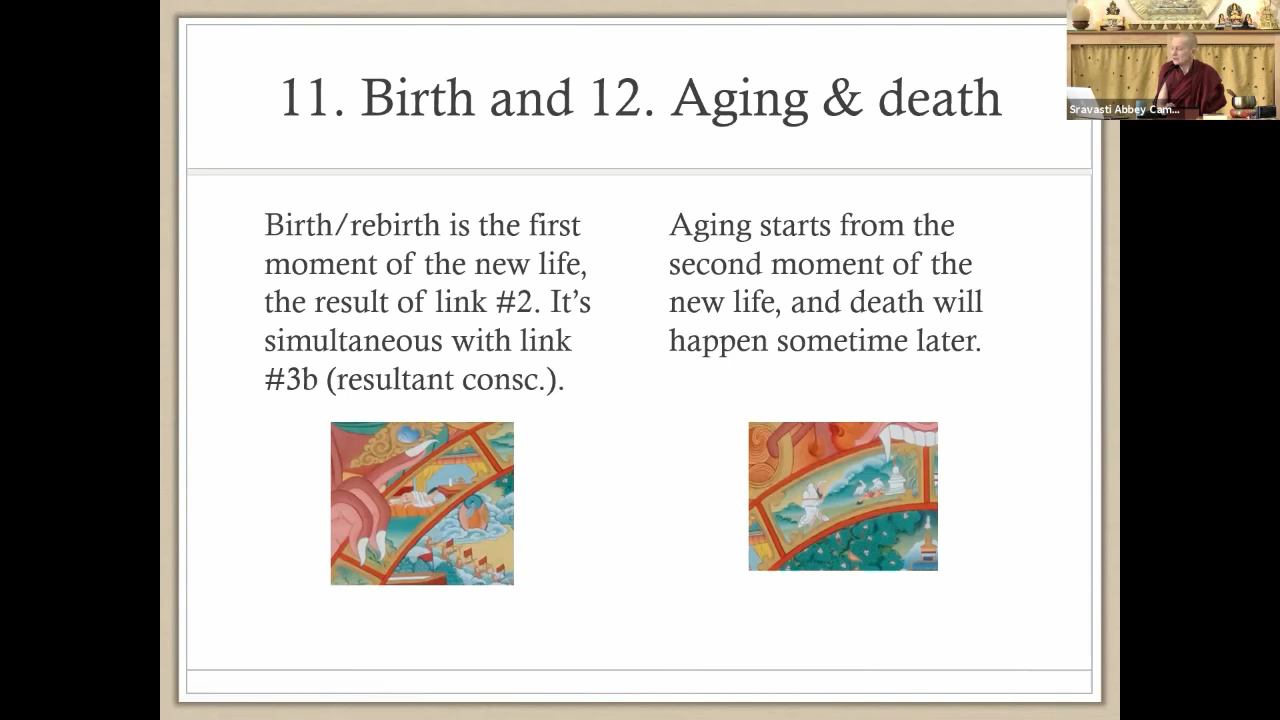 11. Birth and 12. Aging & death
Sravasti Abbey Cam...
Birth/rebirth is the first
moment of the new life,
the result of link #2. It’s
simultaneous with link
#3b (resultant consc.).
Aging starts from the
second moment of the
new life, and death will
happen sometime later.